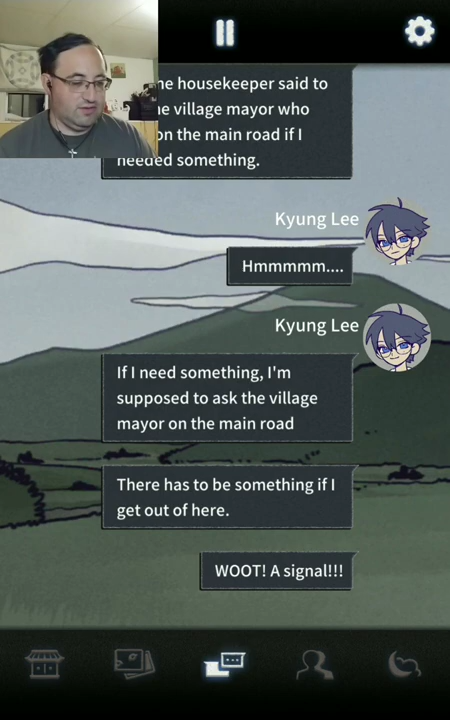 he housekeeper said to
e village mayor who
on the main road if I
needed something.
Kyung Lee
Hmmmmm....
Kyung Lee
If I need something, I'm
supposed to ask the village
mayor on the main road
There has to be something if I
get out of here.
WOOT! A signal!!!